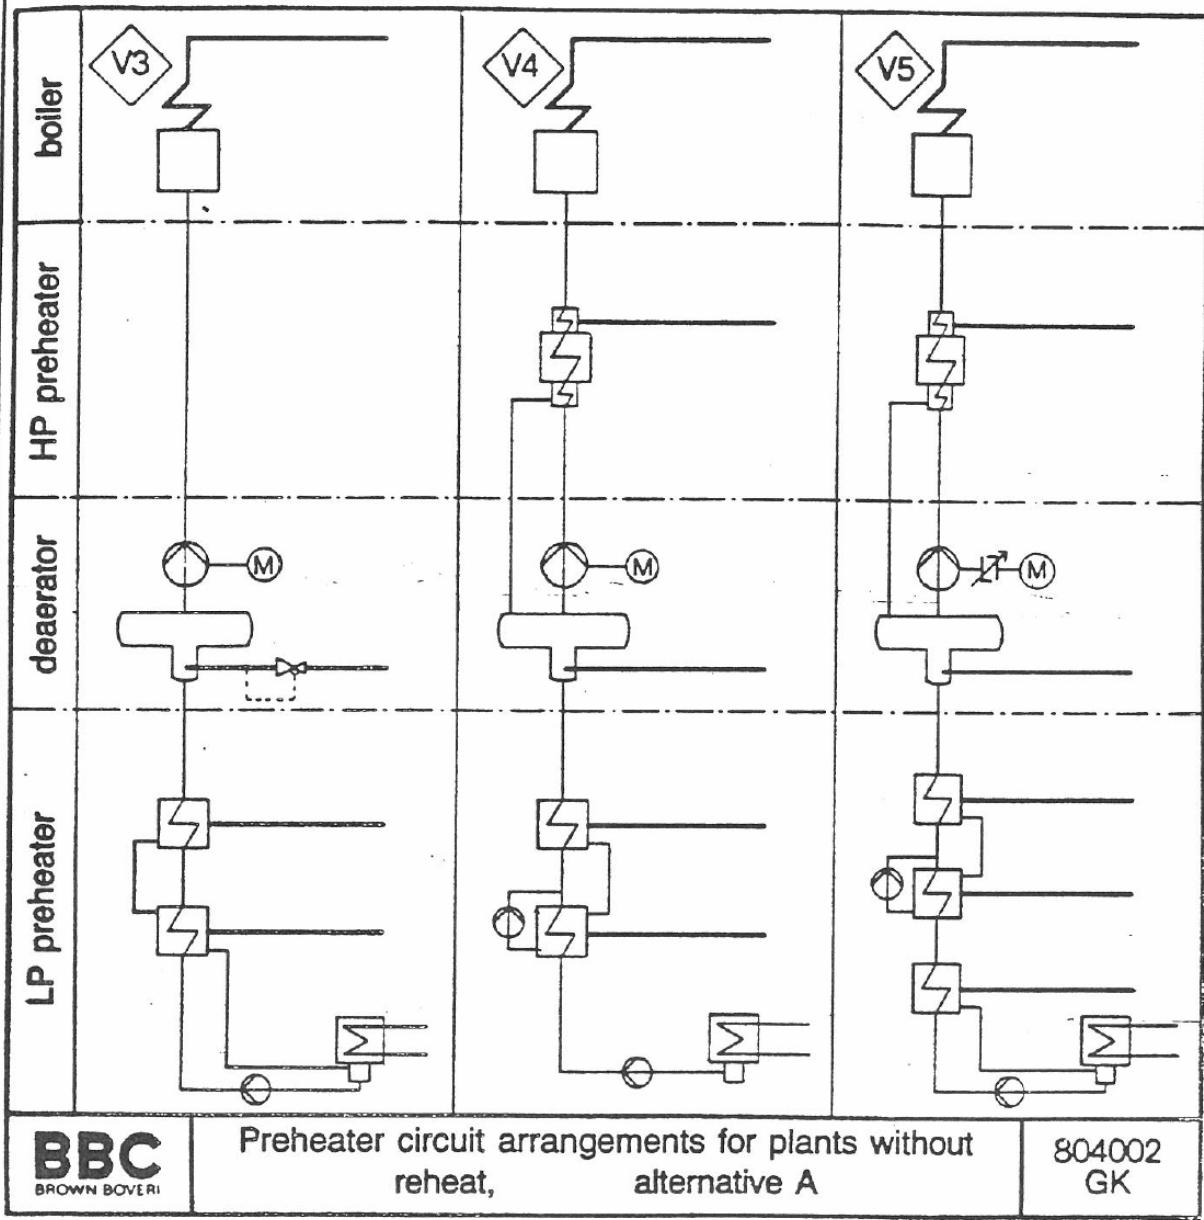 V3
V4
V5
boiler
HP preheater
deaerator
M
M
M
LP preheater
BBC
BROWN BOVERI
Preheater circuit arrangements for plants without
reheat, alternative A
804002
GK